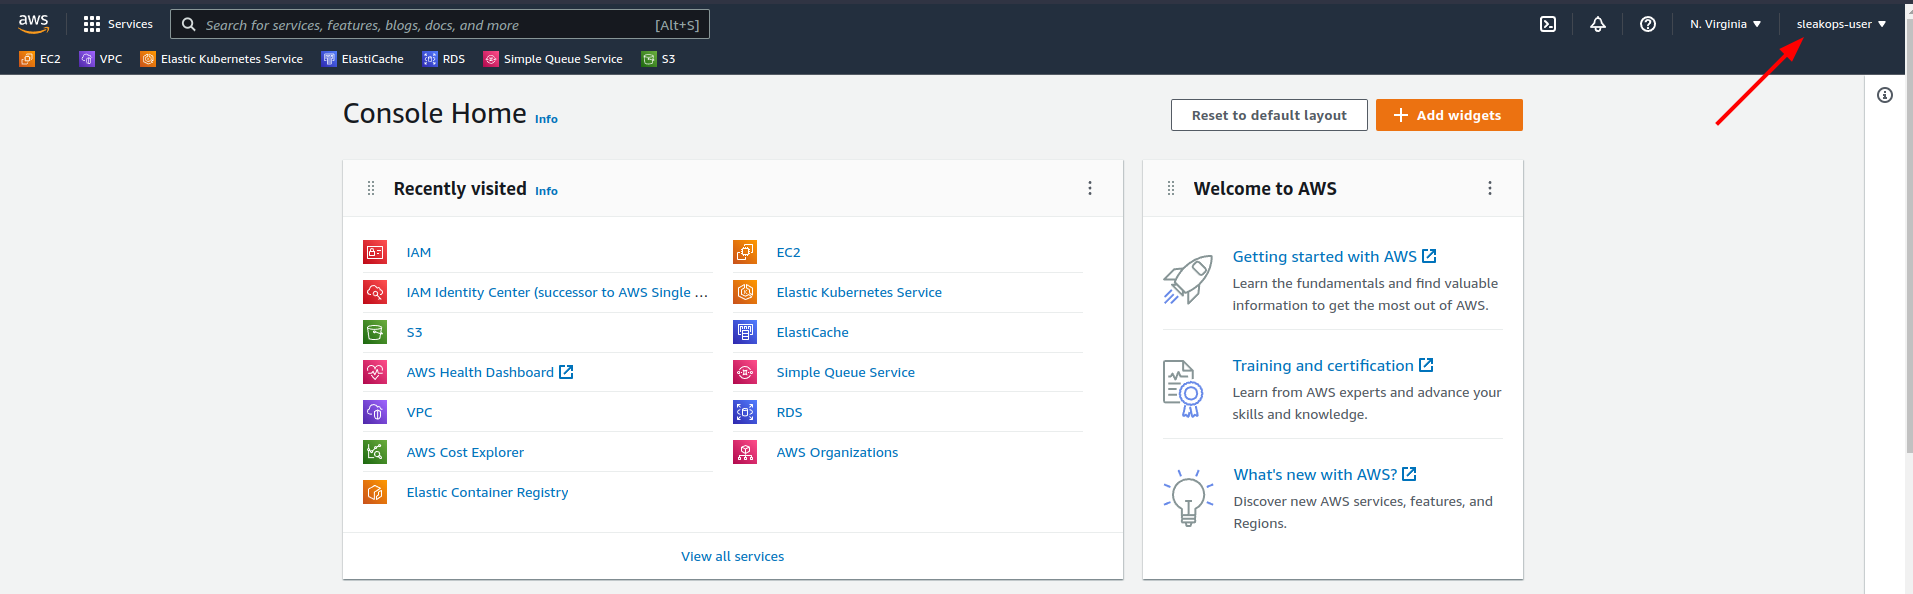 aws
Services
Search for services, features, blogs, docs, and more
[Alt+S]
N. Virginia
sleakops-user
EC2
VPC
Elastic Kubernetes Service
ElastiCache
RDS
Simple Queue Service
S3
Console Home
Info
Reset to default layout
Add widgets
Recently visited
Info
IAM
IAM Identity Center (successor to AWS Single ...
S3
AWS Health Dashboard
VPC
AWS Cost Explorer
Elastic Container Registry
EC2
Elastic Kubernetes Service
ElastiCache
Simple Queue Service
RDS
AWS Organizations
View all services
Welcome to AWS
Getting started with AWS
Learn the fundamentals and find valuable
information to get the most out of AWS.
Training and certification
Learn from AWS experts and advance your
skills and knowledge.
What's new with AWS?
Discover new AWS services, features, and
Regions.